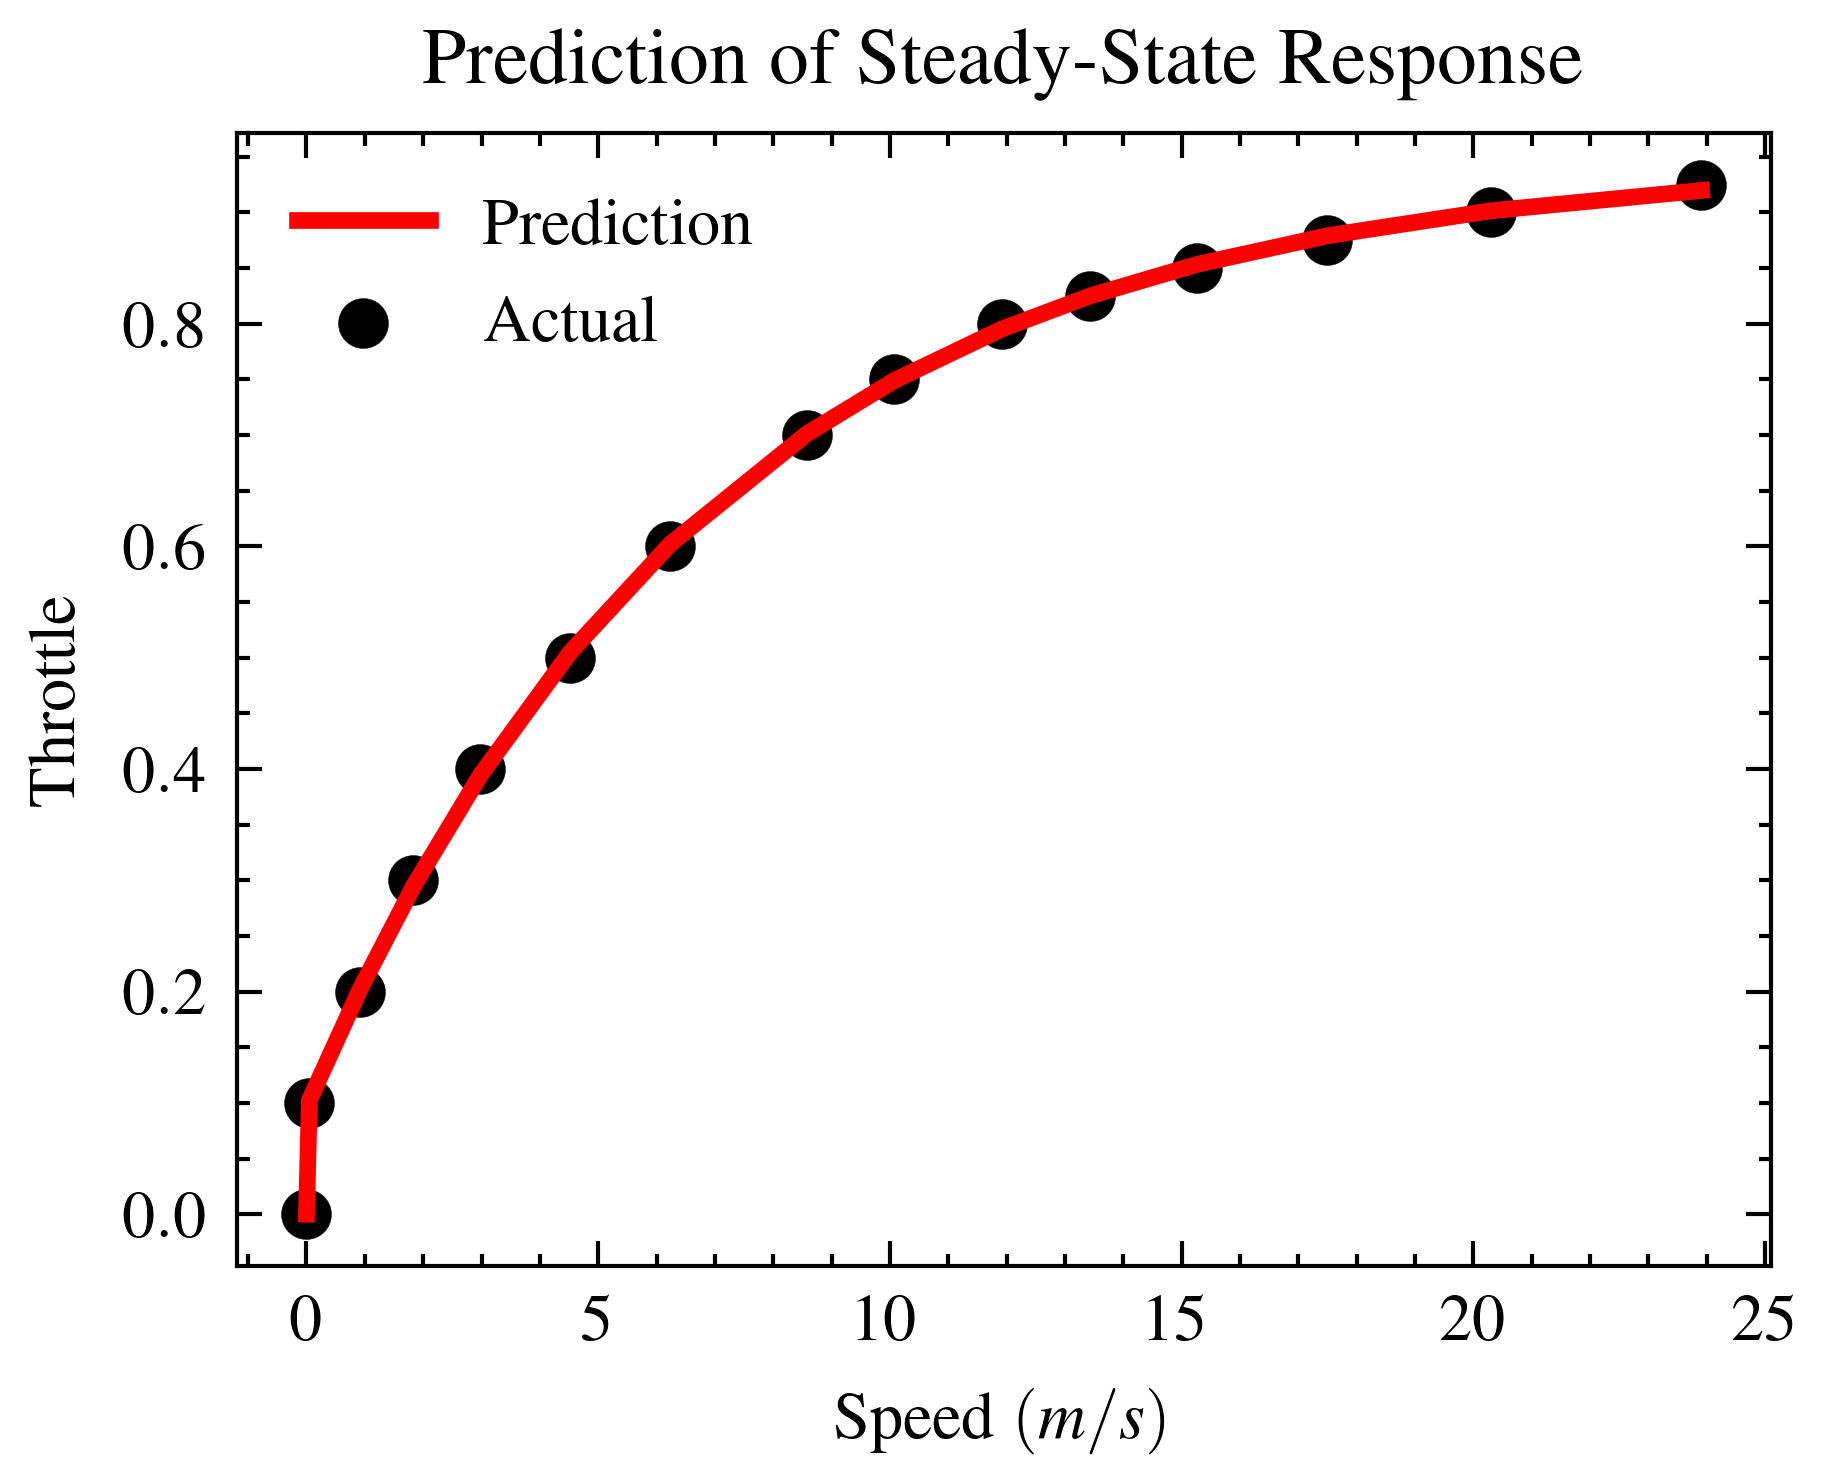 Prediction of Steady-State Response
Prediction
Actual
0.8
0.6
0.4
0.2
0.0
Throttle
0 5 10 15 20 25
Speed (m/s)